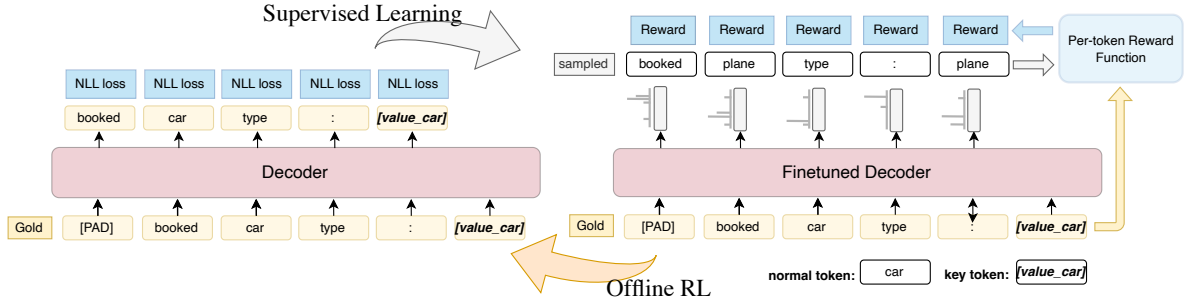 Supervised Learning
NLL loss NLL loss NLL loss NLL loss NLL loss
booked car type : [value_car]
Decoder
Gold [PAD] booked car type : [value_car]
Reward Reward Reward Reward Reward
Per-token Reward
Function
sampled booked plane type : plane
Finetuned Decoder
Gold [PAD] booked car type : [value_car]
normal token: car key token: [value_car]
Offline RL